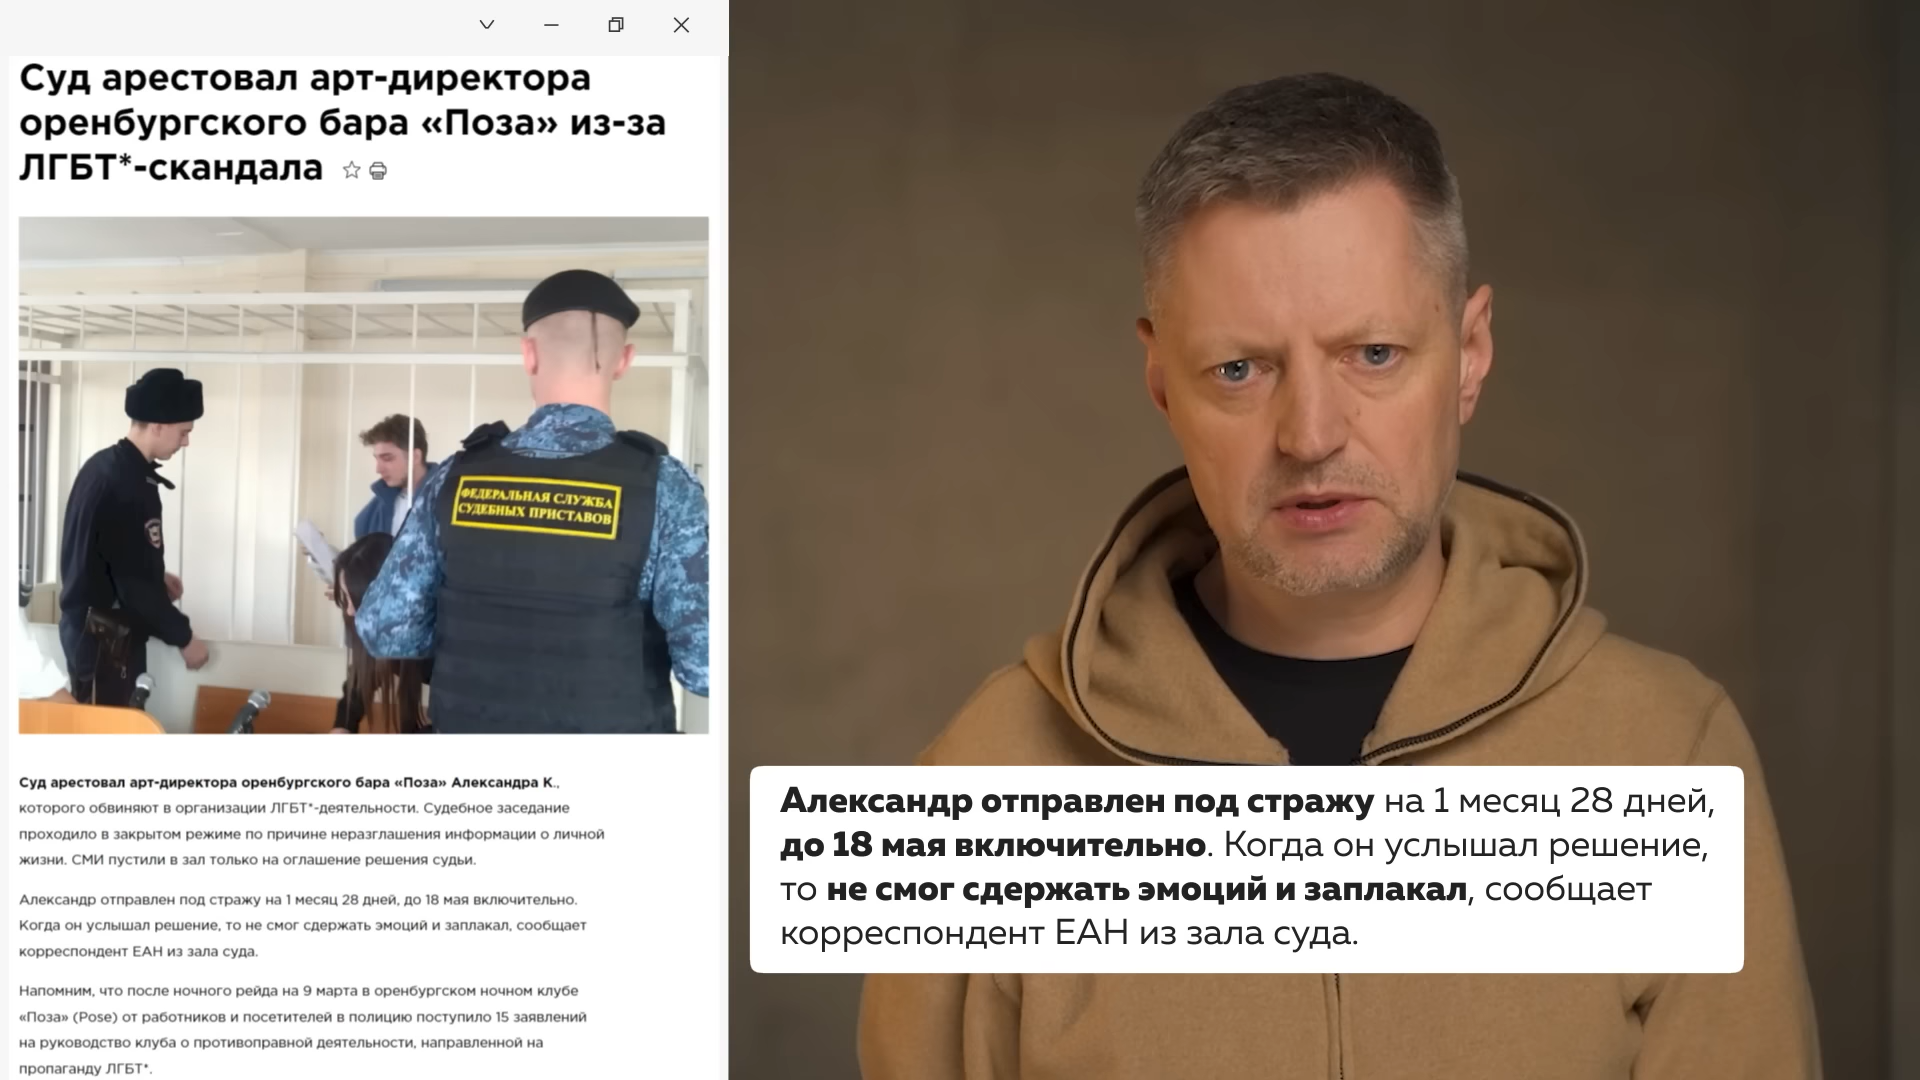 Суд арестовал арт-директора
оренбургского бара «Поза» из-за
ЛГБТ*-скандала
ФЕДЕРАЛЬНАЯ СЛУЖБА
СУДЕБНЫХ ПРИСТАВОВ
Суд арестовал арт-директора оренбургского бара «Поза» Александра К.,
которого обвиняют в организации ЛГБТ*-деятельности. Судебное заседание
проходило в закрытом режиме по причине неразглашения информации о личной
жизни. СМИ пустили в зал только на оглашение решения судьи.
Александр отправлен под стражу на 1 месяц 28 дней, до 18 мая включительно.
Когда он услышал решение, то не смог сдержать эмоций и заплакал, сообщает
корреспондент ЕАН из зала суда.
Напомним, что после ночного рейда на 9 марта в оренбургском ночном клубе
«Поза» (Pose) от работников и посетителей в полицию поступило 15 заявлений
на руководство клуба о противоправной деятельности, направленной на
пропаганду ЛГБТ*.
Александр отправлен под стражу на 1 месяц 28 дней,
до 18 мая включительно. Когда он услышал решение,
то не смог сдержать эмоций и заплакал, сообщает
корреспондент ЕАН из зала суда.